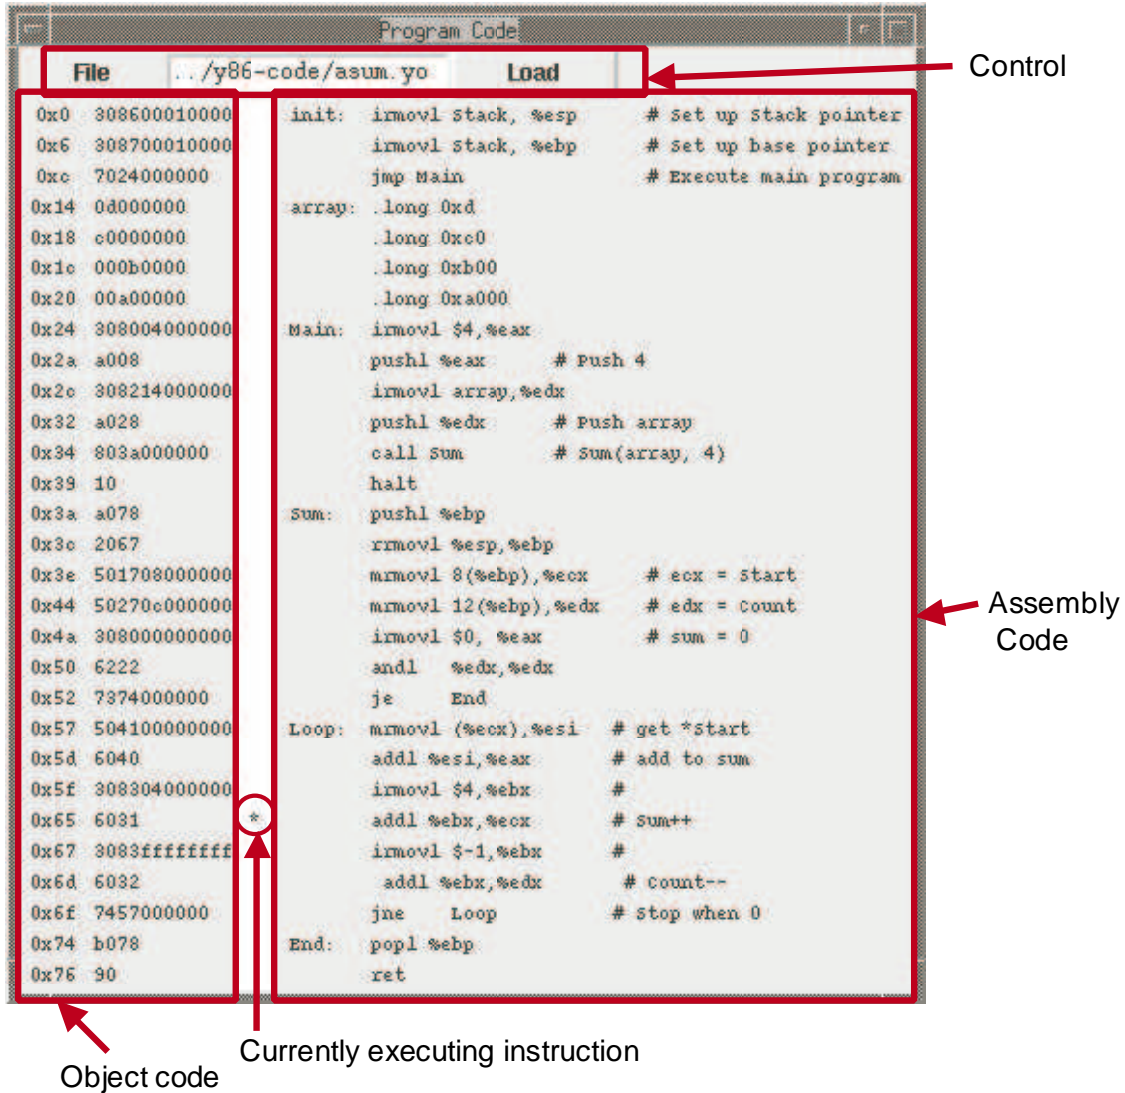 Program Code
File ../y86-code/asum.yo Load
Control
0x0 308600010000 init: irmovl Stack, %esp # Set up Stack pointer
0x6 308700010000 irmovl Stack, %ebp # Set up base pointer
0xc 7024000000 jmp Main # Execute main program
0x14 0d000000 array: .long 0xd
0x18 c0000000 .long 0xc0
0x1c 000b0000 .long 0xb00
0x20 00a00000 .long 0xa000
0x24 308004000000 Main: irmovl $4,%eax
0x2a a008 pushl %eax # Push 4
0x2c 308214000000 irmovl array,%edx
0x32 a028 pushl %edx # Push array
0x34 803a000000 call Sum # Sum(array, 4)
0x39 10 halt
0x3a a078 Sum: pushl %ebp
0x3c 2067 rrmovl %esp,%ebp
0x3e 501708000000 mrmovl 8(%ebp),%ecx # ecx = Start
0x44 50270c000000 mrmovl 12(%ebp),%edx # edx = Count
0x4a 308000000000 irmovl $0, %eax # sum = 0
0x50 6222 andl %edx,%edx
0x52 7374000000 je End
0x57 504100000000 Loop: mrmovl (%ecx),%esi # get *Start
0x5d 6040 addl %esi,%eax # add to sum
0x5f 308304000000 irmovl $4,%ebx #
0x65 6031 * addl %ebx,%ecx # Sum++
0x67 3083ffffffff irmovl $-1,%ebx #
0x6d 6032 addl %ebx,%edx # Count--
0x6f 7457000000 jne Loop # Stop when 0
0x74 b078 End: popl %ebp
0x76 90 ret
Assembly
Code
Currently executing instruction
Object code